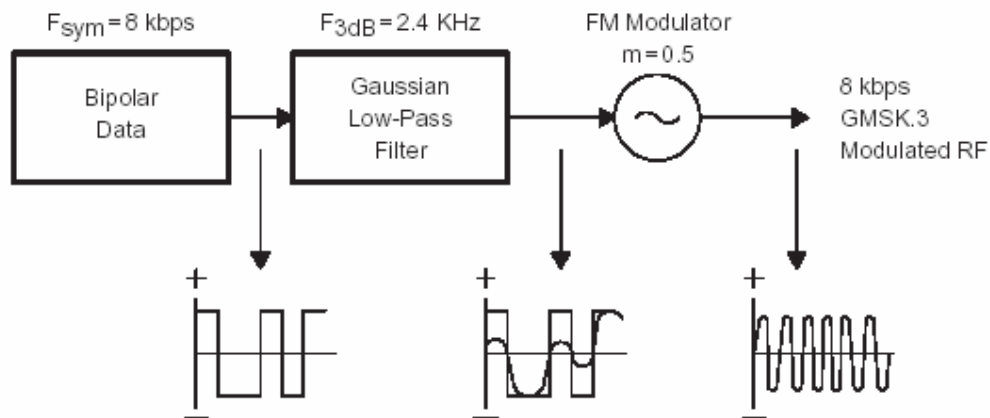 Fsym=8 kbps
F3dB=2.4 KHz
FM Modulator
m=0.5
Bipolar
Data
Gaussian
Low-Pass
Filter
8 kbps
GMSK.3
Modulated RF
+
+
+
—
—
—